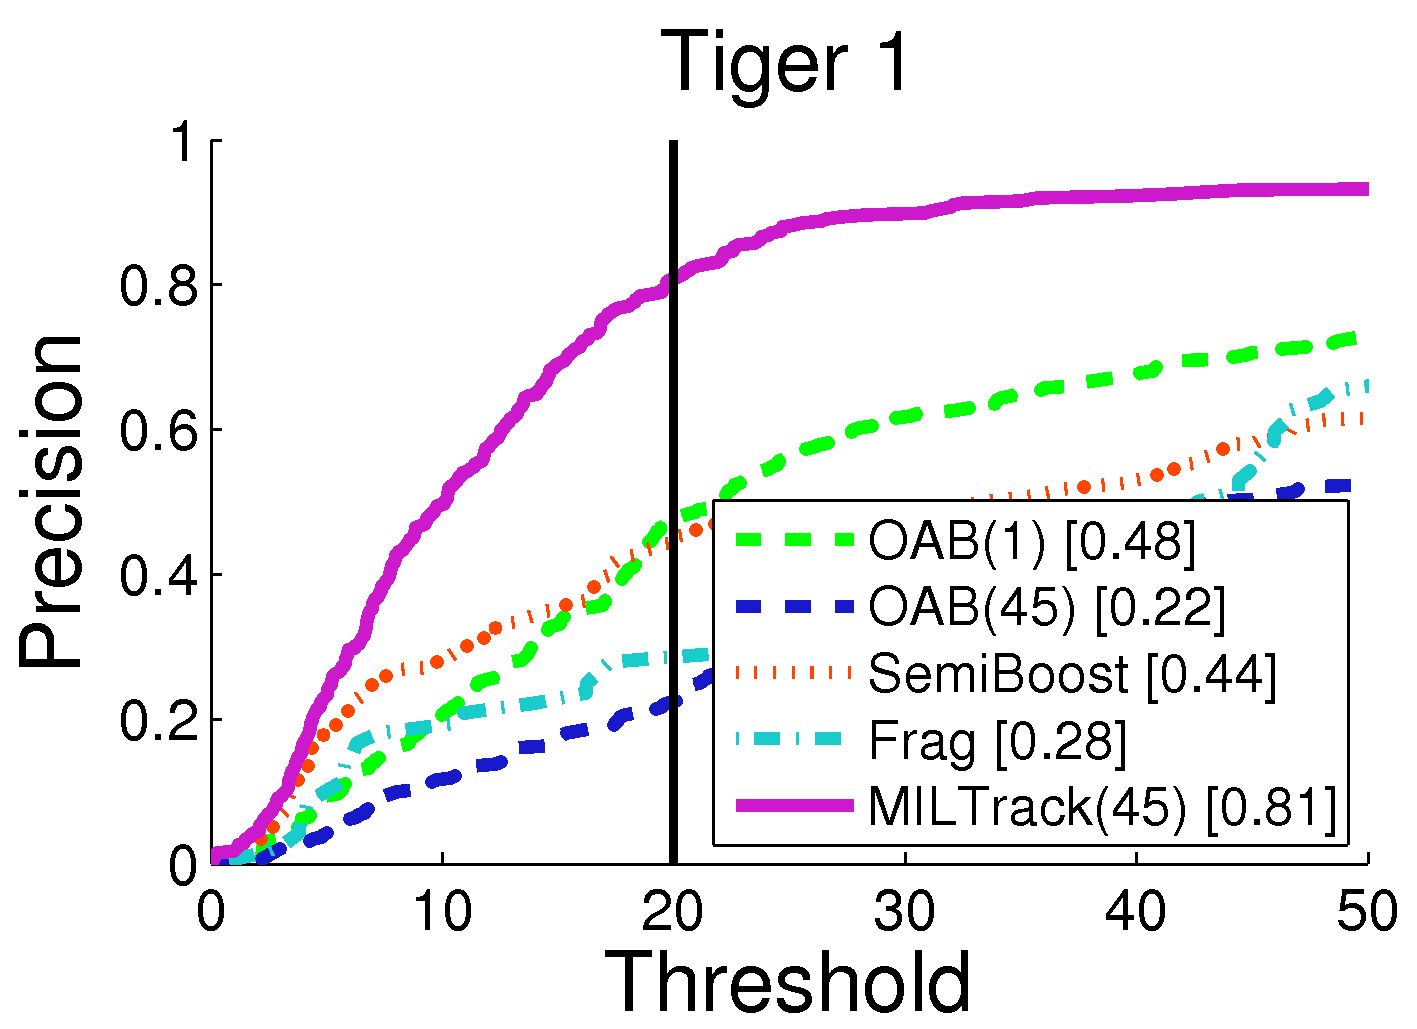 Tiger 1
1
0.8
0.6
0.4
0.2
0
Precision
OAB(1) [0.48]
OAB(45) [0.22]
SemiBoost [0.44]
Frag [0.28]
MILTrack(45) [0.81]
0 10 20 30 40 50
Threshold